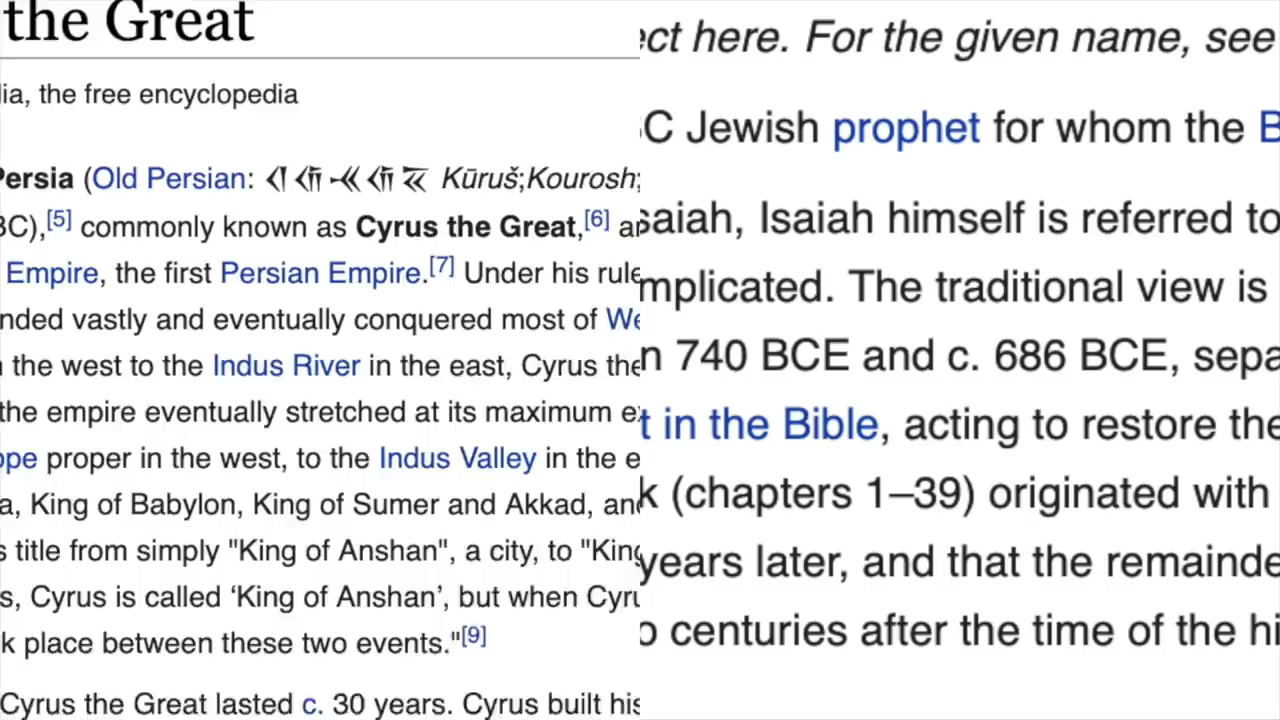 the Great
lia, the free encyclopedia
Persia (Old Persian: 𐎤𐎢𐎽𐎢𐏁 Kūruš;Kourosh;
BC),[5] commonly known as Cyrus the Great,[6]
Empire, the first Persian Empire.[7] Under his rule
nded vastly and eventually conquered most of We
the west to the Indus River in the east, Cyrus the
the empire eventually stretched at its maximum e
ope proper in the west, to the Indus Valley in the e
a, King of Babylon, King of Sumer and Akkad, and
s title from simply "King of Anshan", a city, to "King
s, Cyrus is called ‘King of Anshan’, but when Cyru
k place between these two events."[9]
Cyrus the Great lasted c. 30 years. Cyrus built his
ect here. For the given name, see
C Jewish prophet for whom the B
saiah, Isaiah himself is referred to
mplicated. The traditional view is
n 740 BCE and c. 686 BCE, sepa
t in the Bible, acting to restore the
k (chapters 1–39) originated with
years later, and that the remainde
o centuries after the time of the hi